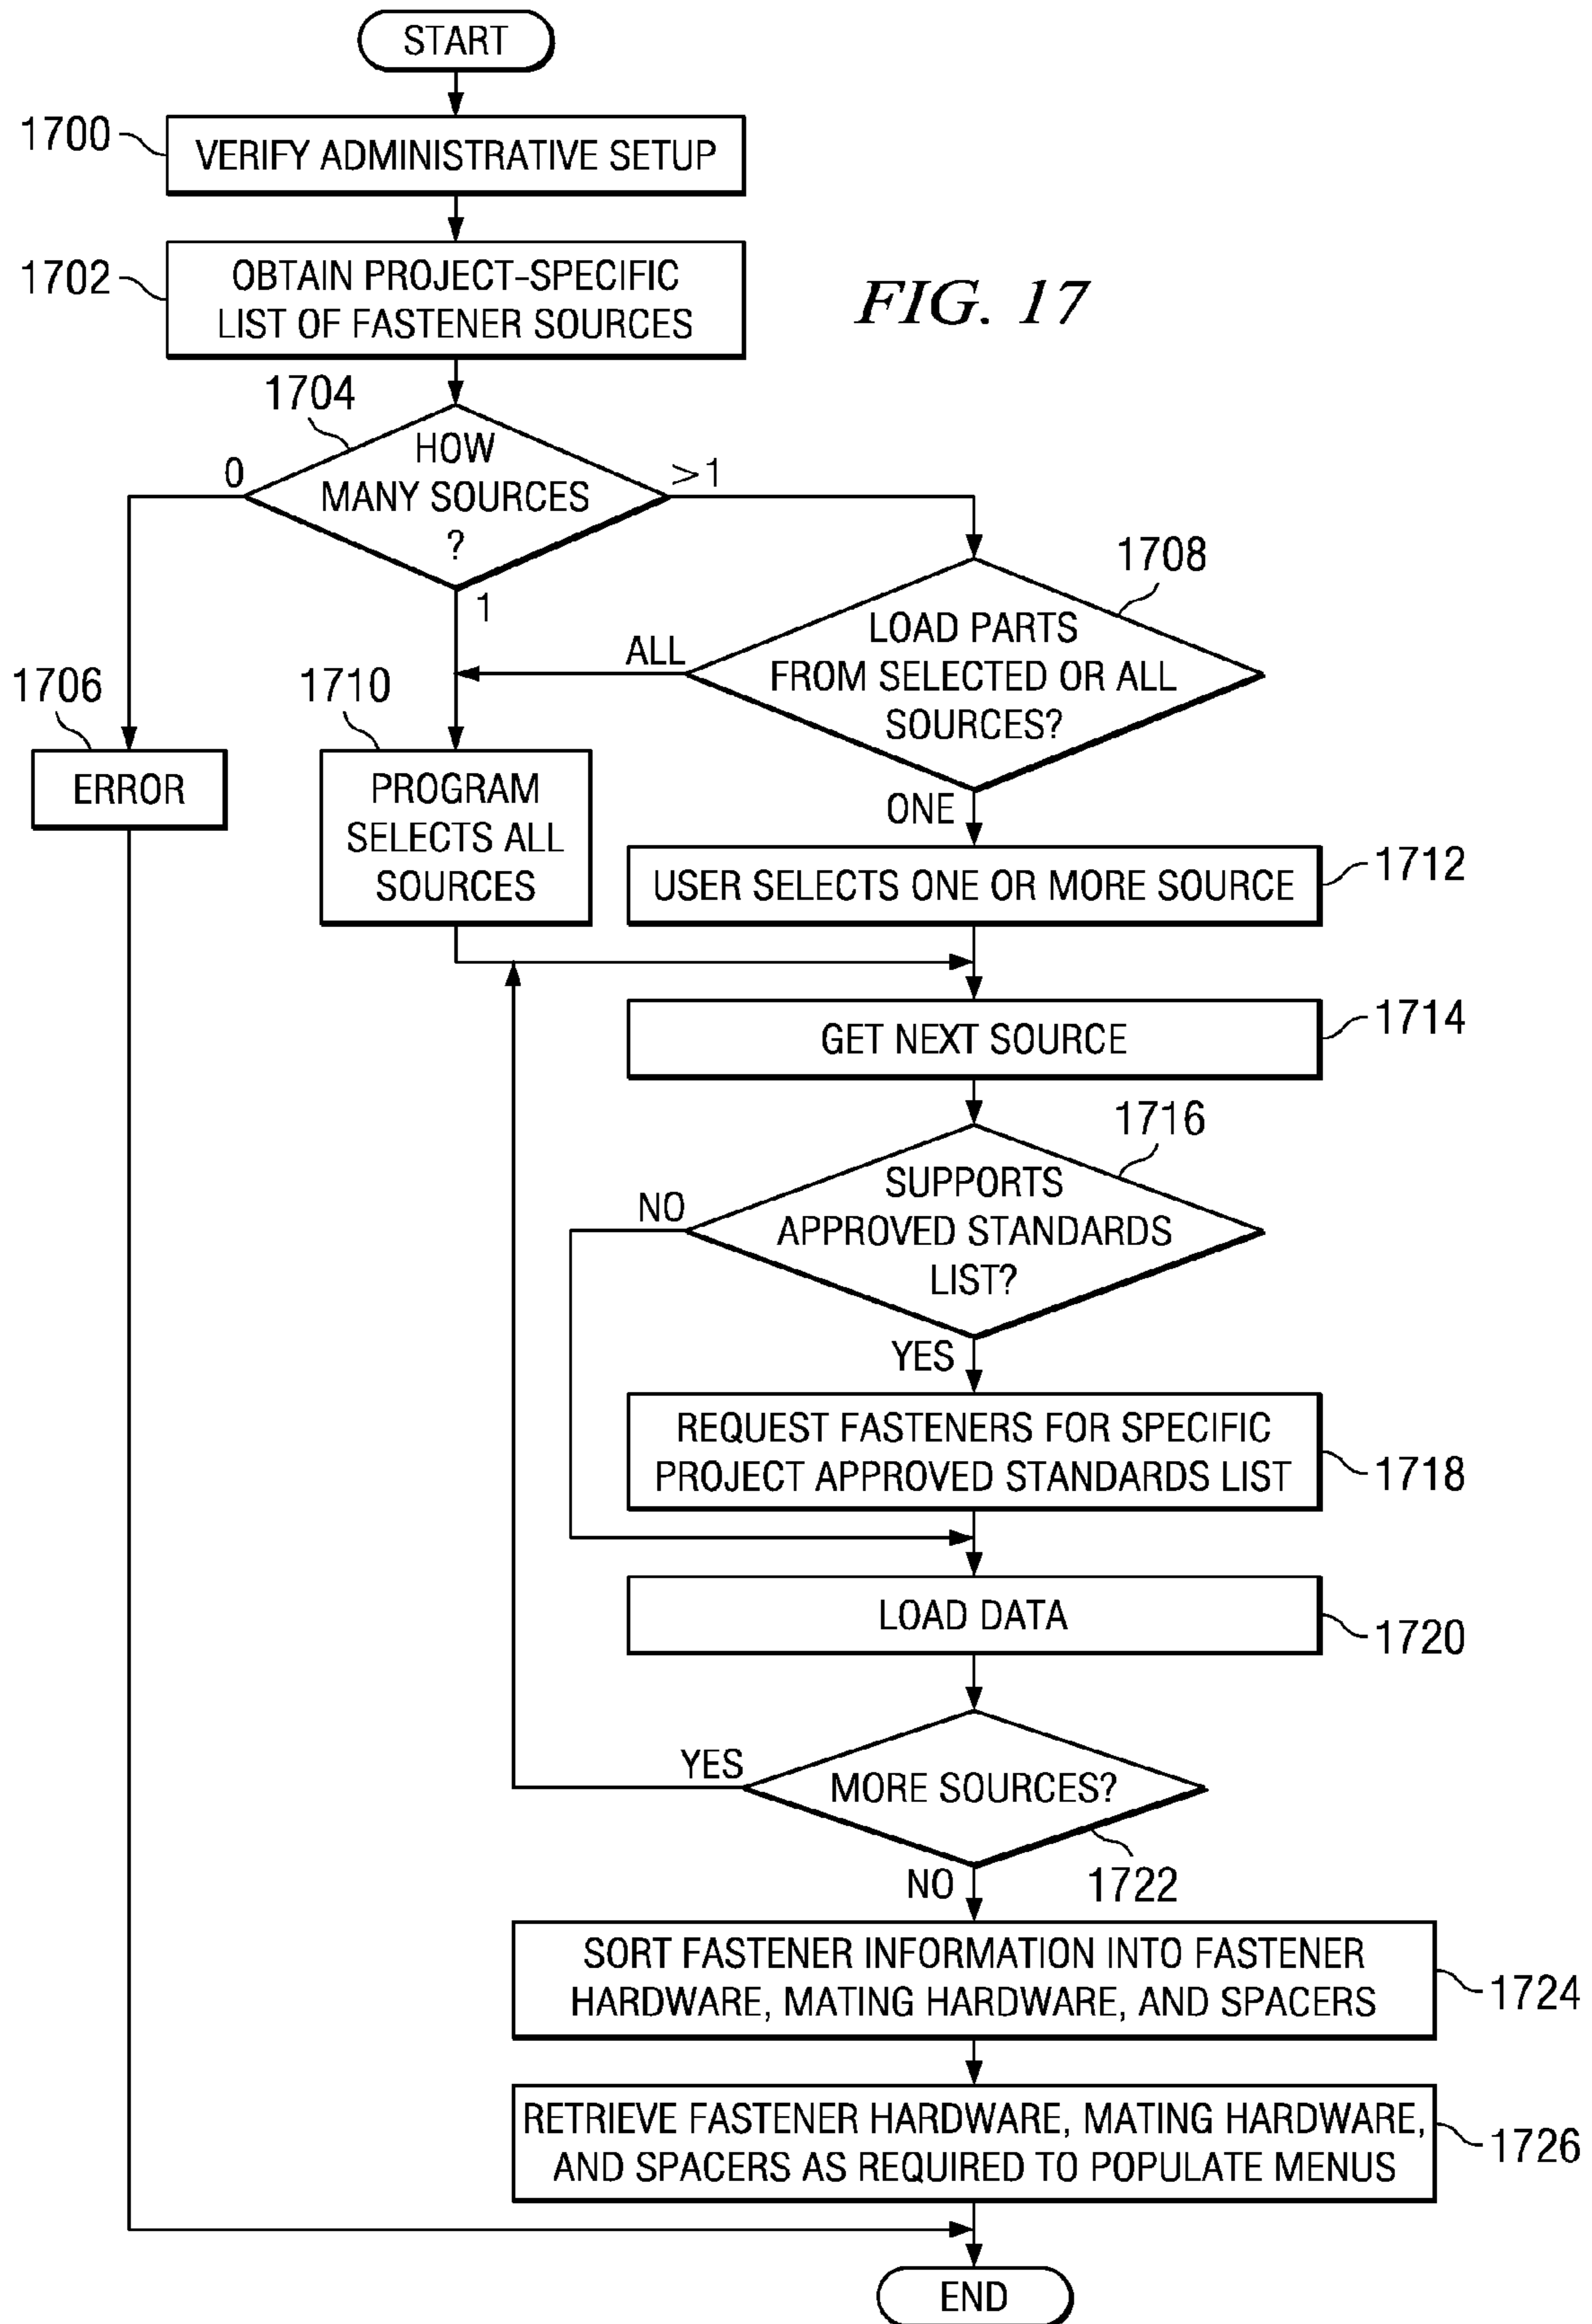 START
1700
VERIFY ADMINISTRATIVE SETUP
1702
OBTAIN PROJECT-SPECIFIC
LIST OF FASTENER SOURCES
FIG. 17
1704
HOW
MANY SOURCES
?
0
>1
1
1708
LOAD PARTS
FROM SELECTED OR ALL
SOURCES?
ALL
ONE
1706
ERROR
1710
PROGRAM
SELECTS ALL
SOURCES
USER SELECTS ONE OR MORE SOURCE
1712
GET NEXT SOURCE
1714
1716
SUPPORTS
APPROVED STANDARDS
LIST?
NO
YES
REQUEST FASTENERS FOR SPECIFIC
PROJECT APPROVED STANDARDS LIST
1718
LOAD DATA
1720
YES
MORE SOURCES?
1722
NO
SORT FASTENER INFORMATION INTO FASTENER
HARDWARE, MATING HARDWARE, AND SPACERS
1724
RETRIEVE FASTENER HARDWARE, MATING HARDWARE,
AND SPACERS AS REQUIRED TO POPULATE MENUS
1726
END